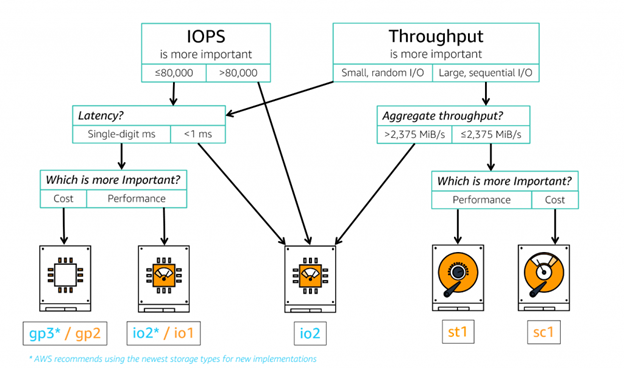 IOPS
is more important
≤80,000
>80,000
Throughput
is more important
Small, random I/O
Large, sequential I/O
Latency?
Single-digit ms
<1 ms
Aggregate throughput?
>2,375 MiB/s
≤2,375 MiB/s
Which is more Important?
Cost
Performance
Which is more Important?
Performance
Cost
gp3* / gp2
io2* / io1
io2
st1
sc1
* AWS recommends using the newest storage types for new implementations